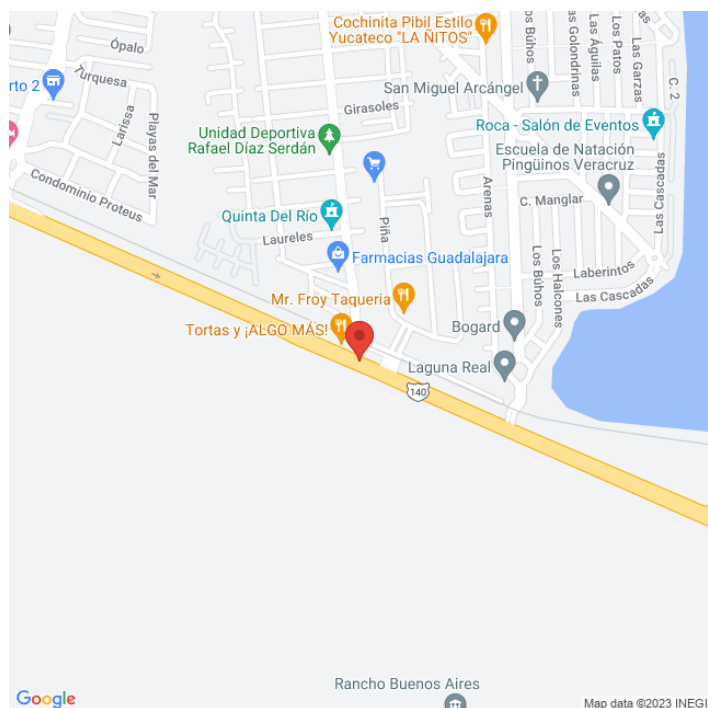 Cochinita Pibil Estilo
Yucateco "LA ÑITOS"
Los Búhos
Las Golondrinas
Las Águilas
Los Patos
Las Garzas
C. 2
Ópalo
Turquesa
rto 2
Larissa
Playas del Mar
Girasoles
San Miguel Arcángel
Unidad Deportiva
Rafael Díaz Serdán
Roca - Salón de Eventos
Escuela de Natación
Pingüinos Veracruz
Condominio Proteus
Arenas
C. Manglar
Las Cascadas
Quinta Del Río
Laureles
Piña
Farmacias Guadalajara
Los Búhos
Los Halcones
Laberintos
Las Cascadas
Mr. Froy Taqueria
Tortas y ¡ALGO MÁS!
Bogard
Laguna Real
140
Rancho Buenos Aires
Google
Map data ©2023 INEGI